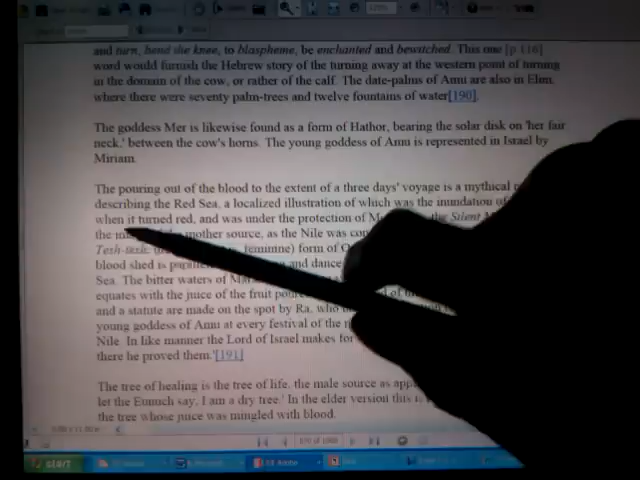 and turn, bend the knee, to blaspheme, be enchanted and bewitched. This one [p.116]
word would furnish the Hebrew story of the turning away at the western point of turning
in the domain of the cow, or rather of the calf. The date-palms of Annu are also in Elim,
where there were seventy palm-trees and twelve fountains of water[190].
The goddess Mer is likewise found as a form of Hathor, bearing the solar disk on 'her fair
neck,' between the cow's horns. The young goddess of Annu is represented in Israel by
Miriam.
The pouring out of the blood to the extent of a three days' voyage is a mythical
describing the Red Sea, a localized illustration of which was the inundation of
when it turned red, and was under the protection of the Silent
the mother source, as the Nile was
Tesh-tesh, feminine) form of
blood shed is and dance
Sea. The bitter waters of
equates with the juice of the fruit of the
and a statute are made on the spot by Ra, who
young goddess of Annu at every festival of the
Nile. In like manner the Lord of Israel makes for
there he proved them.'[191]
The tree of healing is the tree of life, the male source as
let the Eunuch say, I am a dry tree.' In the elder version this is
the tree whose juice was mingled with blood.
start